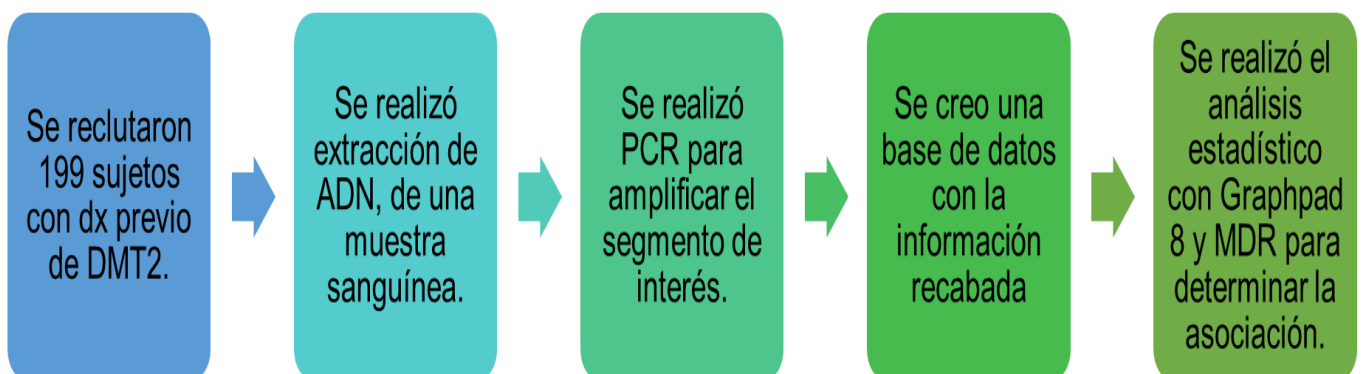 Se reclutaron
199 sujetos
con dx previo
de DMT2.
Se realizó
extracción de
ADN, de una
muestra
sanguínea.
Se realizó
PCR para
amplificar el
segmento de
interés.
Se creo una
base de datos
con la
información
recabada
Se realizó el
análisis
estadístico
con Graphpad
8 y MDR para
determinar la
asociación.